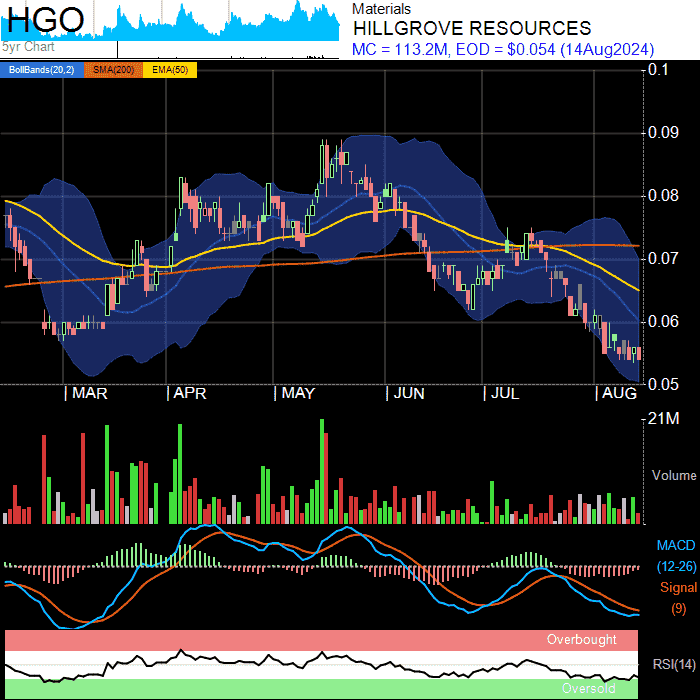 HGO
5yr Chart
Materials
HILLGROVE RESOURCES
MC = 113.2M, EOD = $0.054 (14Aug2024)
BollBands(20,2) SMA(200) EMA(50)
0.1
0.09
0.08
0.07
0.06
0.05
| MAR | APR | MAY | JUN | JUL | AUG
21M
Volume
MACD
(12-26)
Signal
(9)
Overbought
RSI(14)
Oversold